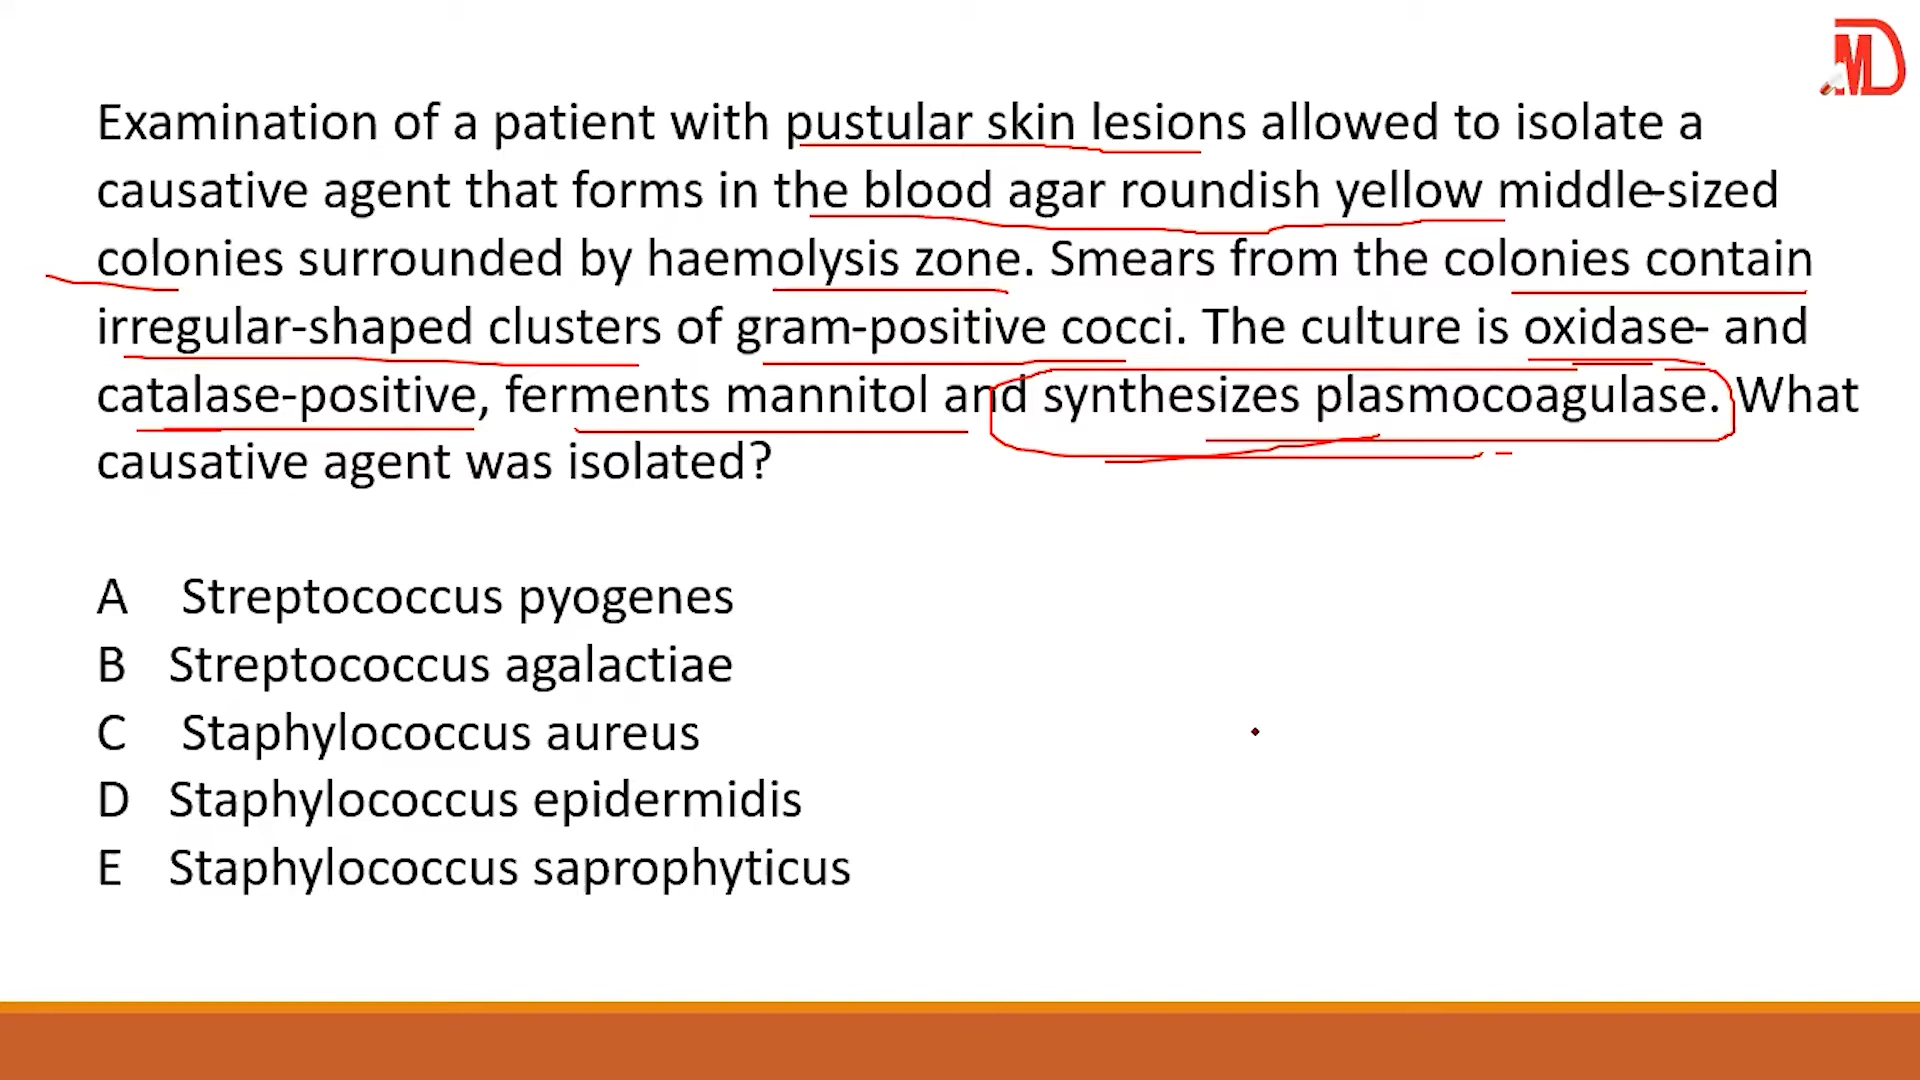 MD
Examination of a patient with pustular skin lesions allowed to isolate a
causative agent that forms in the blood agar roundish yellow middle-sized
colonies surrounded by haemolysis zone. Smears from the colonies contain
irregular-shaped clusters of gram-positive cocci. The culture is oxidase- and
catalase-positive, ferments mannitol and synthesizes plasmocoagulase. What
causative agent was isolated?
A Streptococcus pyogenes
B Streptococcus agalactiae
C Staphylococcus aureus
D Staphylococcus epidermidis
E Staphylococcus saprophyticus